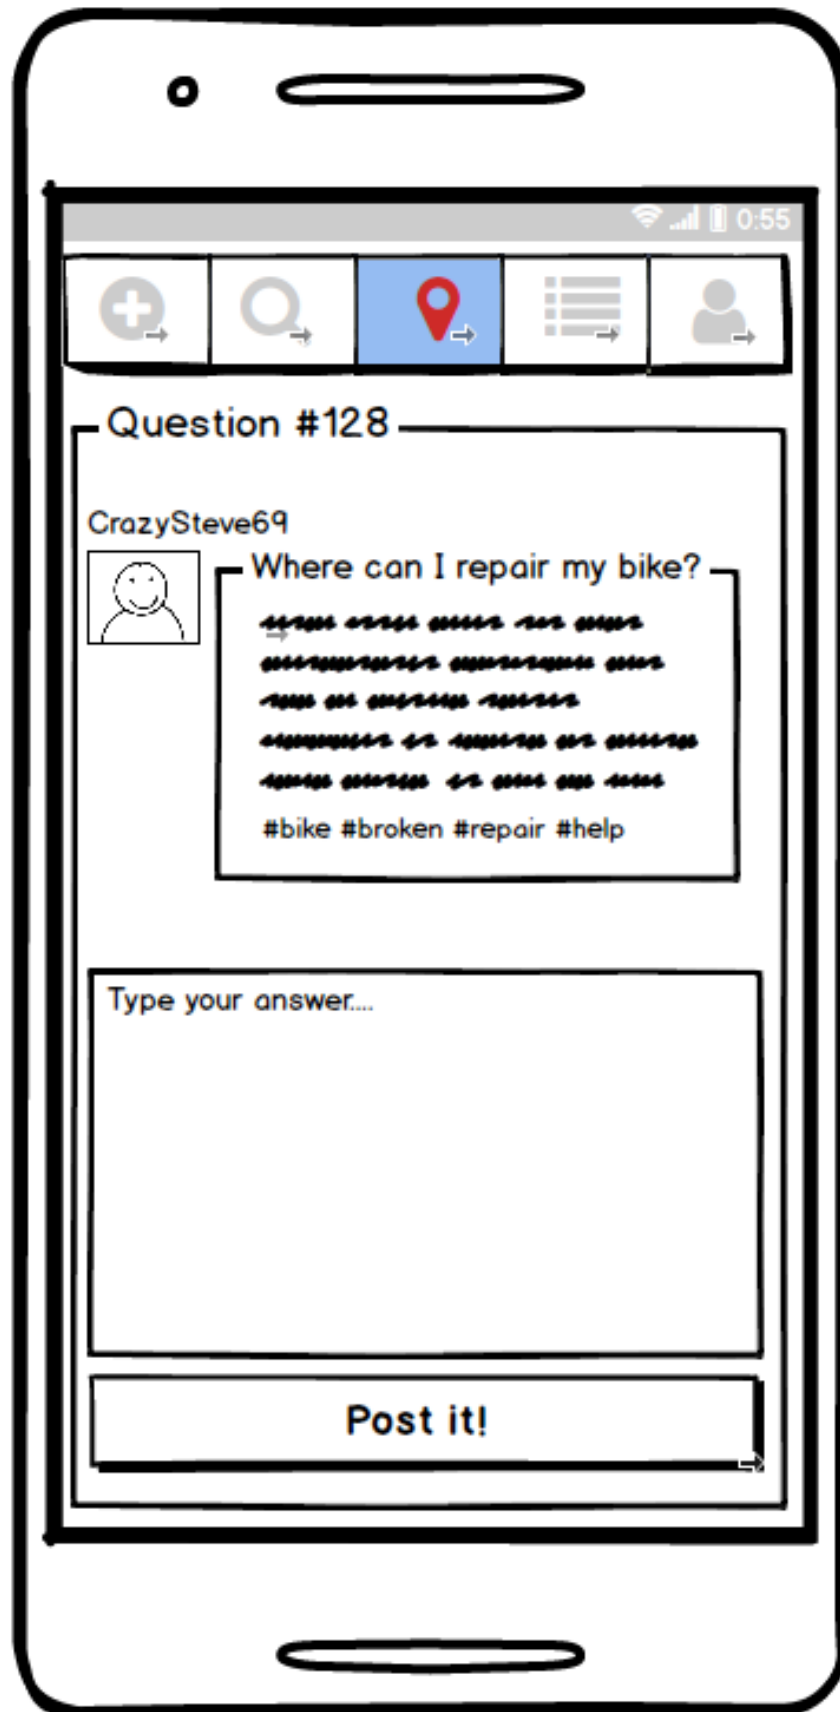 0:55
Question #128
CrazySteve69
Where can I repair my bike?
#bike #broken #repair #help
Type your answer....
Post it!